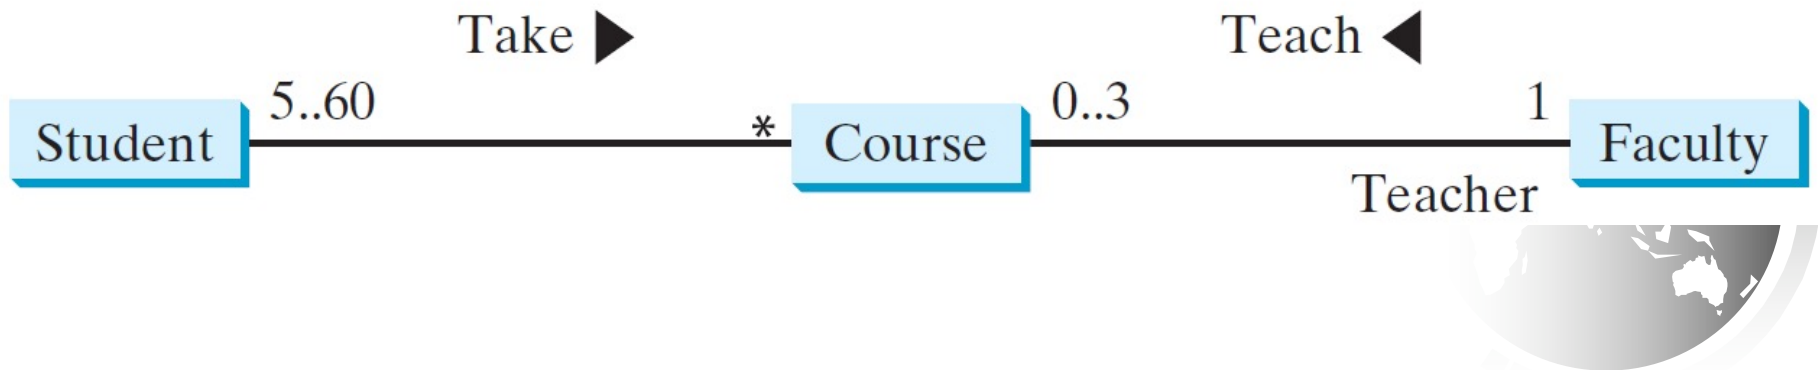 Take ▶ Teach ◀
5..60 * 0..3 1
Student Course Faculty
Teacher